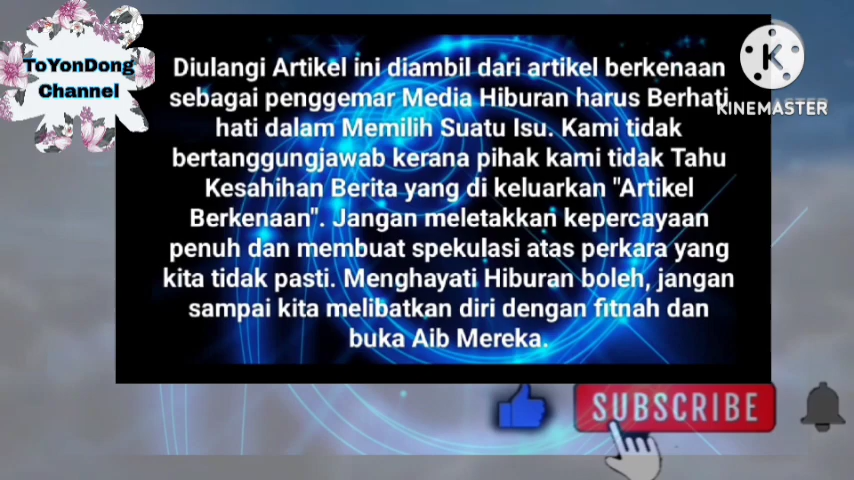 ToYonDong
Channel
KINEMASTER
Diulangi Artikel ini diambil dari artikel berkenaan
sebagai penggemar Media Hiburan harus Berhati
hati dalam Memilih Suatu Isu. Kami tidak
bertanggungjawab kerana pihak kami tidak Tahu
Kesahihan Berita yang di keluarkan "Artikel
Berkenaan". Jangan meletakkan kepercayaan
penuh dan membuat spekulasi atas perkara yang
kita tidak pasti. Menghayati Hiburan boleh, jangan
sampai kita melibatkan diri dengan fitnah dan
buka Aib Mereka.
SUBSCRIBE